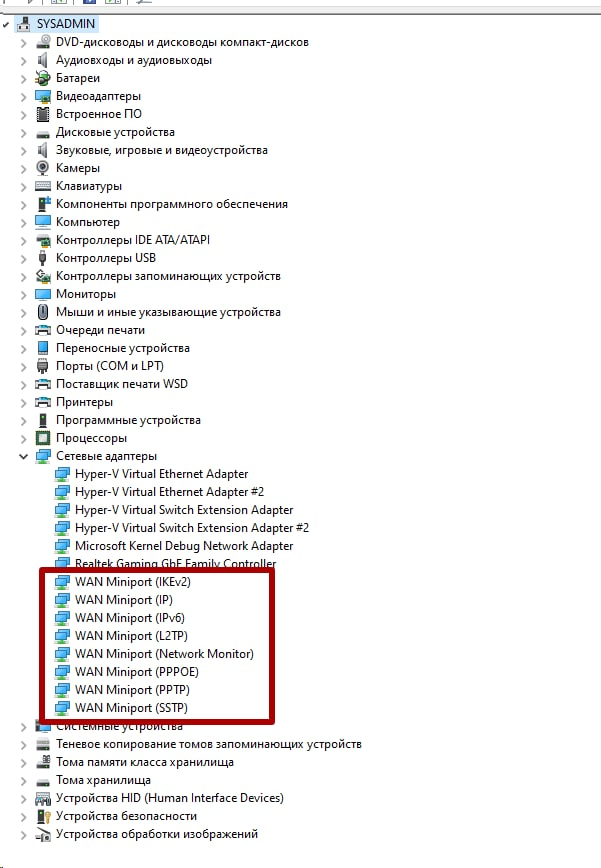 SYSADMIN
DVD-дисководы и дисководы компакт-дисков
Аудиовходы и аудиовыходы
Батареи
Видеоадаптеры
Встроенное ПО
Дисковые устройства
Звуковые, игровые и видеоустройства
Камеры
Клавиатуры
Компоненты программного обеспечения
Компьютер
Контроллеры IDE ATA/ATAPI
Контроллеры USB
Контроллеры запоминающих устройств
Мониторы
Мыши и иные указывающие устройства
Очереди печати
Переносные устройства
Порты (COM и LPT)
Поставщик печати WSD
Принтеры
Программные устройства
Процессоры
Сетевые адаптеры
Hyper-V Virtual Ethernet Adapter
Hyper-V Virtual Ethernet Adapter #2
Hyper-V Virtual Switch Extension Adapter
Hyper-V Virtual Switch Extension Adapter #2
Microsoft Kernel Debug Network Adapter
Realtek Gaming GbE Family Controller
WAN Miniport (IKEv2)
WAN Miniport (IP)
WAN Miniport (IPv6)
WAN Miniport (L2TP)
WAN Miniport (Network Monitor)
WAN Miniport (PPPOE)
WAN Miniport (PPTP)
WAN Miniport (SSTP)
Системные устройства
Теневое копирование томов запоминающих устройств
Тома памяти класса хранилища
Тома хранилища
Устройства HID (Human Interface Devices)
Устройства безопасности
Устройства обработки изображений